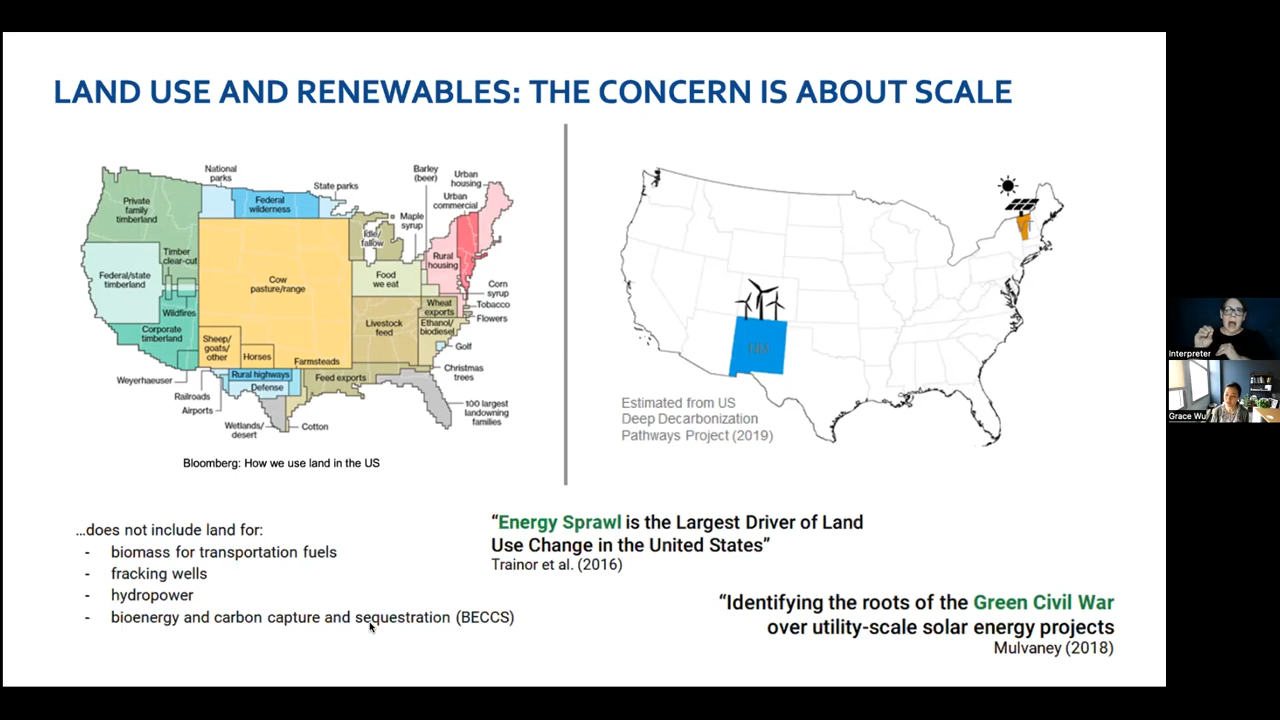 LAND USE AND RENEWABLES: THE CONCERN IS ABOUT SCALE
National
parks
State parks
Barley
(beer)
Urban
housing
Urban
commercial
Private
family
timberland
Federal
wilderness
Maple
syrup
Idle/
fallow
Timber
clear-cut
Rural
housing
Federal/state
timberland
Cow
pasture/range
Food
we eat
Corn
syrup
Wildfires
Wheat
exports
Tobacco
Flowers
Corporate
timberland
Livestock
feed
Ethanol/
biodiesel
Sheep/
goats/
other
Horses
Farmsteads
Golf
Weyerhaeuser
Rural highways
Feed exports
Christmas
trees
Railroads
Defense
Airports
100 largest
landowning
families
Wetlands/
desert
Cotton
Bloomberg: How we use land in the US
NM
Estimated from US
Deep Decarbonization
Pathways Project (2019)
...does not include land for:
- biomass for transportation fuels
- fracking wells
- hydropower
- bioenergy and carbon capture and sequestration (BECCS)
“Energy Sprawl is the Largest Driver of Land
Use Change in the United States”
Trainor et al. (2016)
“Identifying the roots of the Green Civil War
over utility-scale solar energy projects
Mulvaney (2018)
Interpreter
Grace Wu